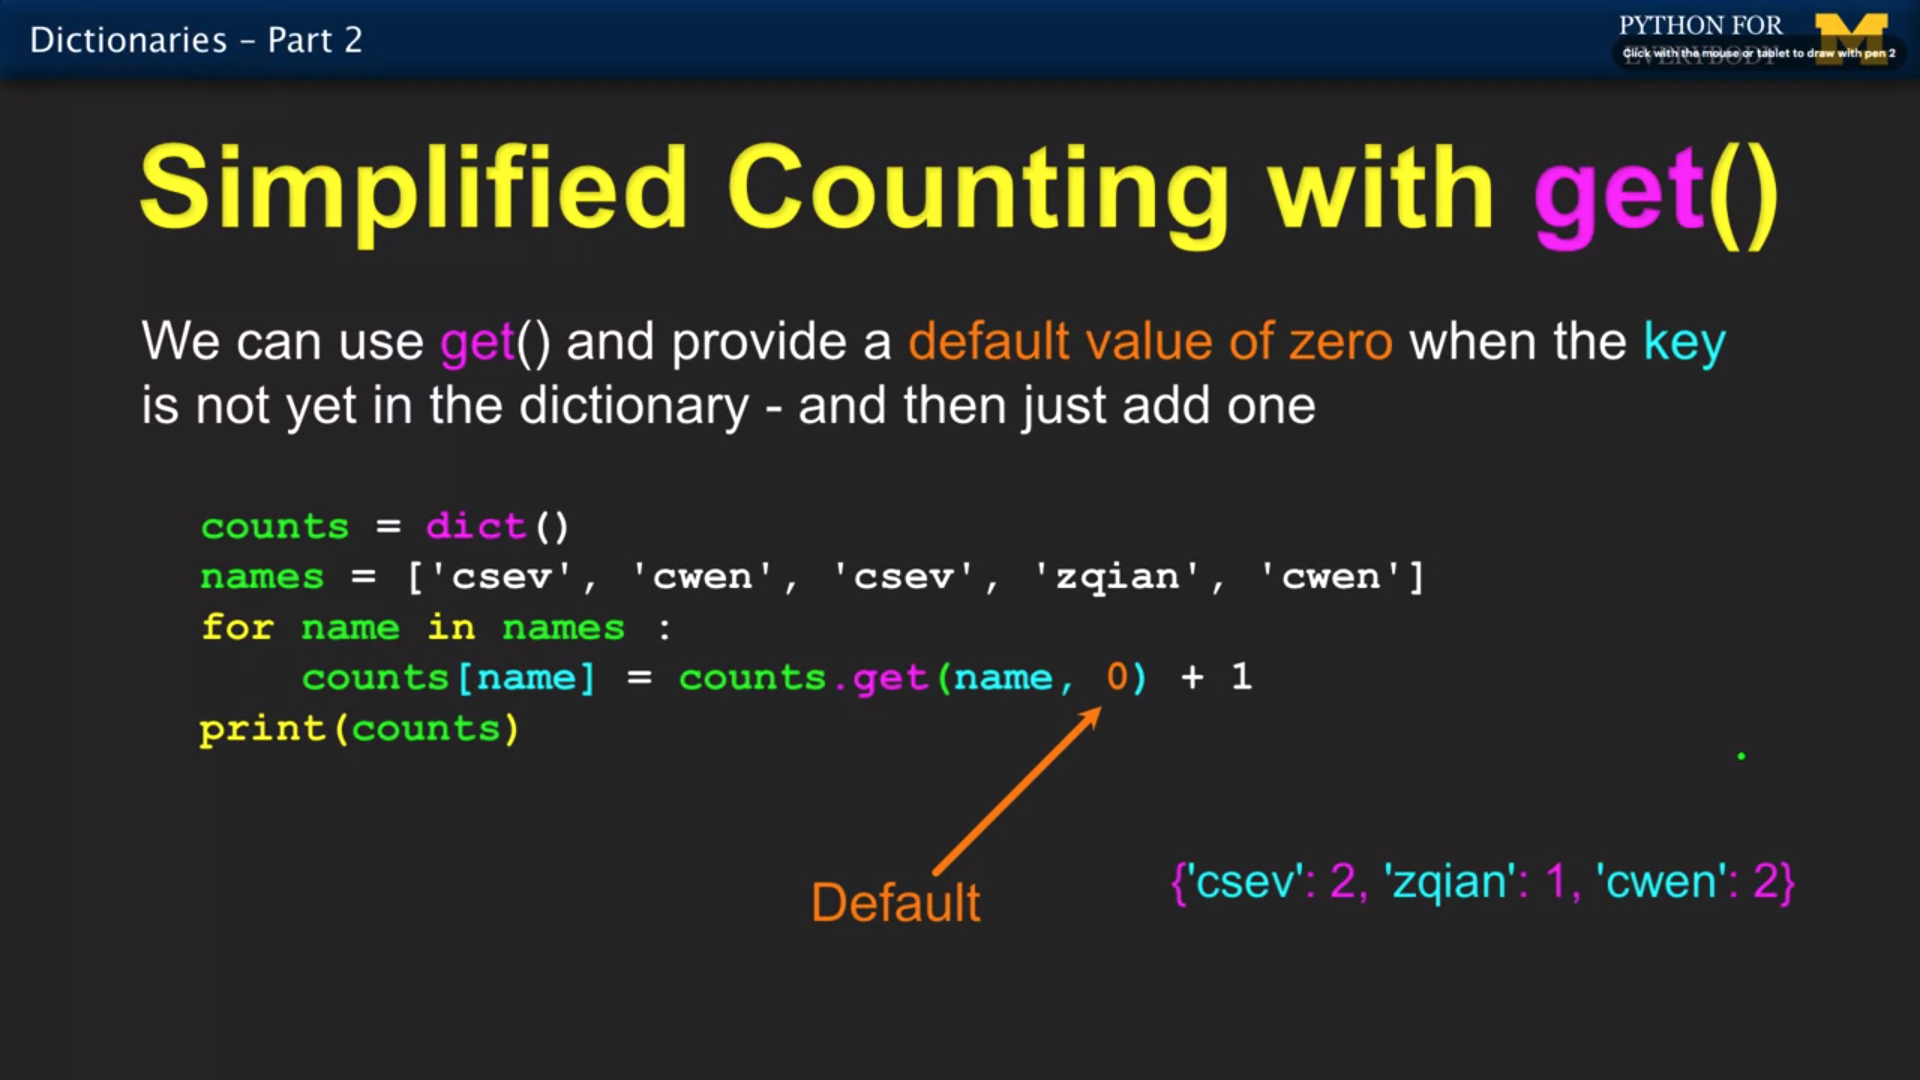 Dictionaries – Part 2
PYTHON FOR
EVERYBODY
Click with the mouse or tablet to draw with pen 2
Simplified Counting with get()
We can use get() and provide a default value of zero when the key
is not yet in the dictionary - and then just add one
counts = dict()
names = ['csev', 'cwen', 'csev', 'zqian', 'cwen']
for name in names :
    counts[name] = counts.get(name, 0) + 1
print(counts)
Default
{'csev': 2, 'zqian': 1, 'cwen': 2}